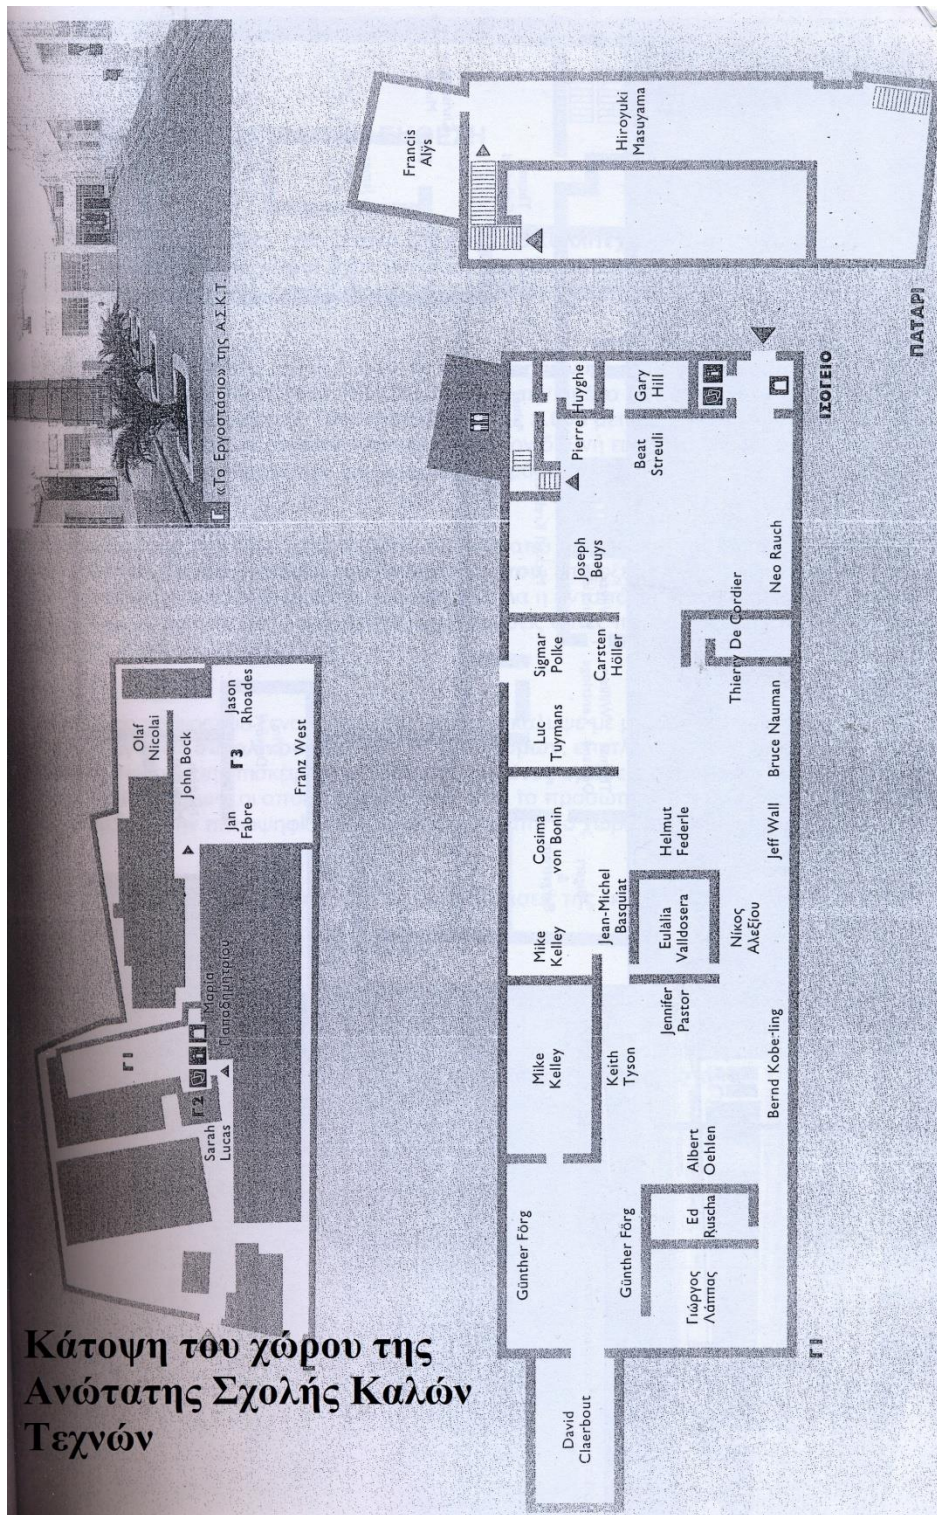 Γ «Το Εργοστάσιο» της Α.Σ.Κ.Τ.
Francis
Alÿs
Hiroyuki
Masuyama
ΠΑΤΑΡΙ
Olaf
Nicolai
John Bock
Jason
Rhoades
Γ3
Jan
Fabre
Franz West
Γ1
Γ2
Μαρία
Παπαδημητρίου
Sarah
Lucas
ΙΣΟΓΕΙΟ
Pierre Huyghe
Gary
Hill
Beat
Streuli
Joseph
Beuys
Neo Rauch
Thierry De Cordier
Sigmar
Polke
Carsten
Höller
Luc
Tuymans
Bruce Nauman
Cosima
von Bonin
Helmut
Federle
Jeff Wall
Jean-Michel
Basquiat
Mike
Kelley
Eulàlia
Valldosera
Νίκος
Αλεξίου
Jennifer
Pastor
Mike
Kelley
Keith
Tyson
Bernd Kobe-ling
Albert
Oehlen
Ed
Ruscha
Günther Förg
Günther Förg
Γιώργος
Λάππας
Γ1
David
Claerbout
Κάτοψη του χώρου της
Ανώτατης Σχολής Καλών
Τεχνών